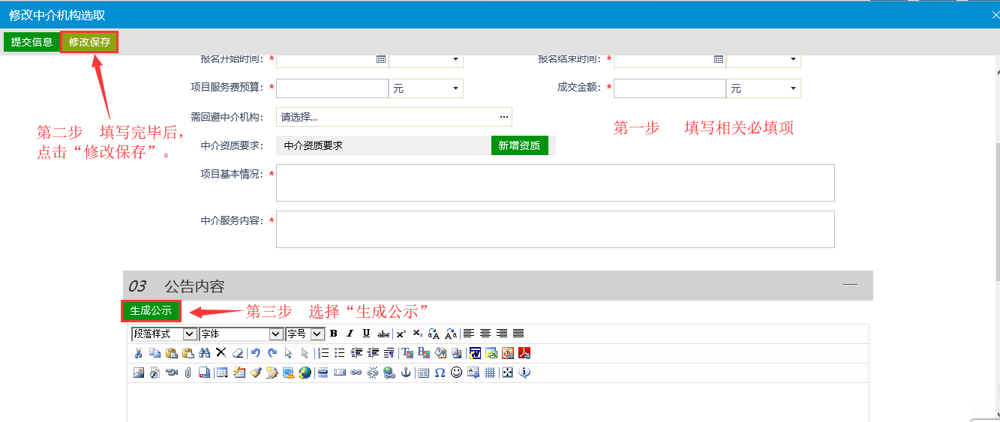 修改中介机构选取
提交信息 修改保存
报名开始时间: * 报名结束时间: *
项目服务费预算: * 元 成交金额: * 元
需回避中介机构: 请选择... ...
第一步 填写相关必填项
第二步 填写完毕后，
点击“修改保存”。
中介资质要求: 中介资质要求 新增资质
项目基本情况: *
中介服务内容: *
03 公告内容
生成公示
第三步 选择“生成公示”
段落样式 字体 字号 B I U abc x² x₂